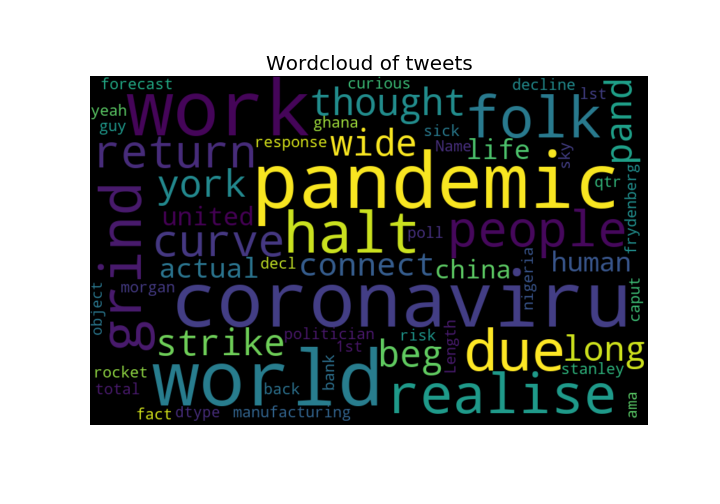 Wordcloud of tweets
forecast
curious
decline
lst
work
thought
folk
pand
yeah
guy
ghana
sick
response
wide
Name
life
sky
return
pandemic
qtr
york
united
halt
people
frydenberg
grind
curve
poll
actual
decl
connect
china
human
nigeria
caput
object
morgan
coronaviru
strike
politician
1st
risk
Length
beg
due
long
rocket
world
bank
back
stanley
total
realise
ama
fact
dtype
manufacturing